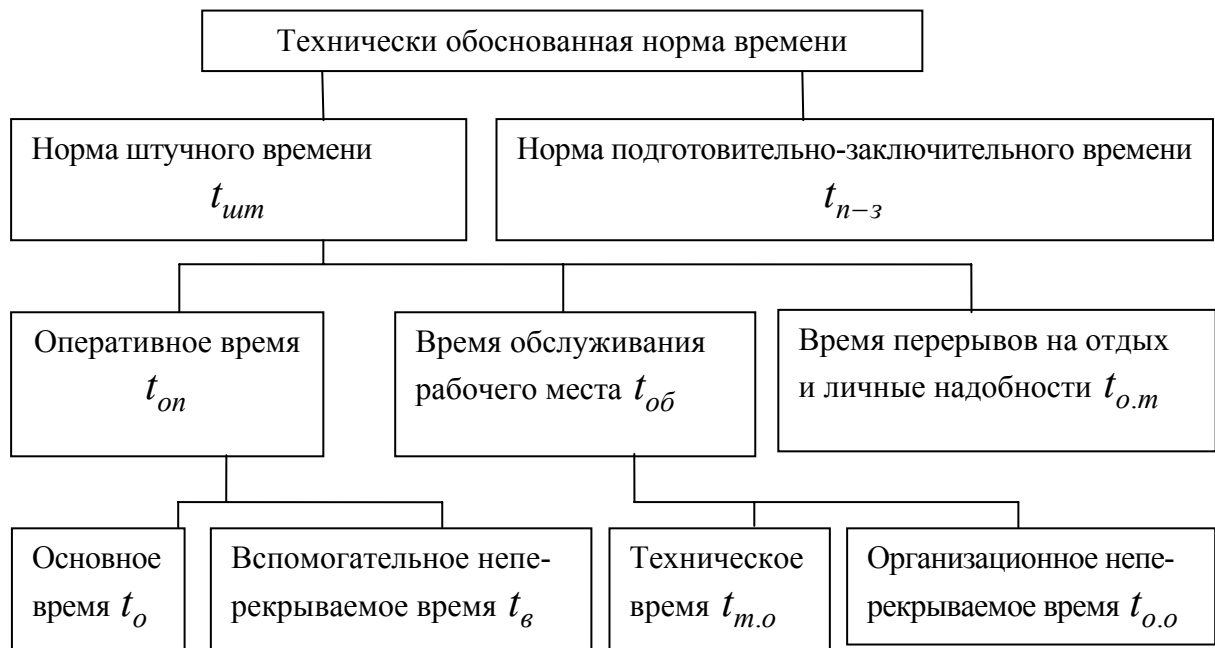 Технически обоснованная норма времени
Норма штучного времени
t_шт
Норма подготовительно-заключительного времени
t_п−з
Оперативное время
t_оп
Время обслуживания
рабочего места t_об
Время перерывов на отдых
и личные надобности t_о.т
Основное
время t_о
Вспомогательное непе-
рекрываемое время t_в
Техническое
время t_т.о
Организационное непе-
рекрываемое время t_о.о